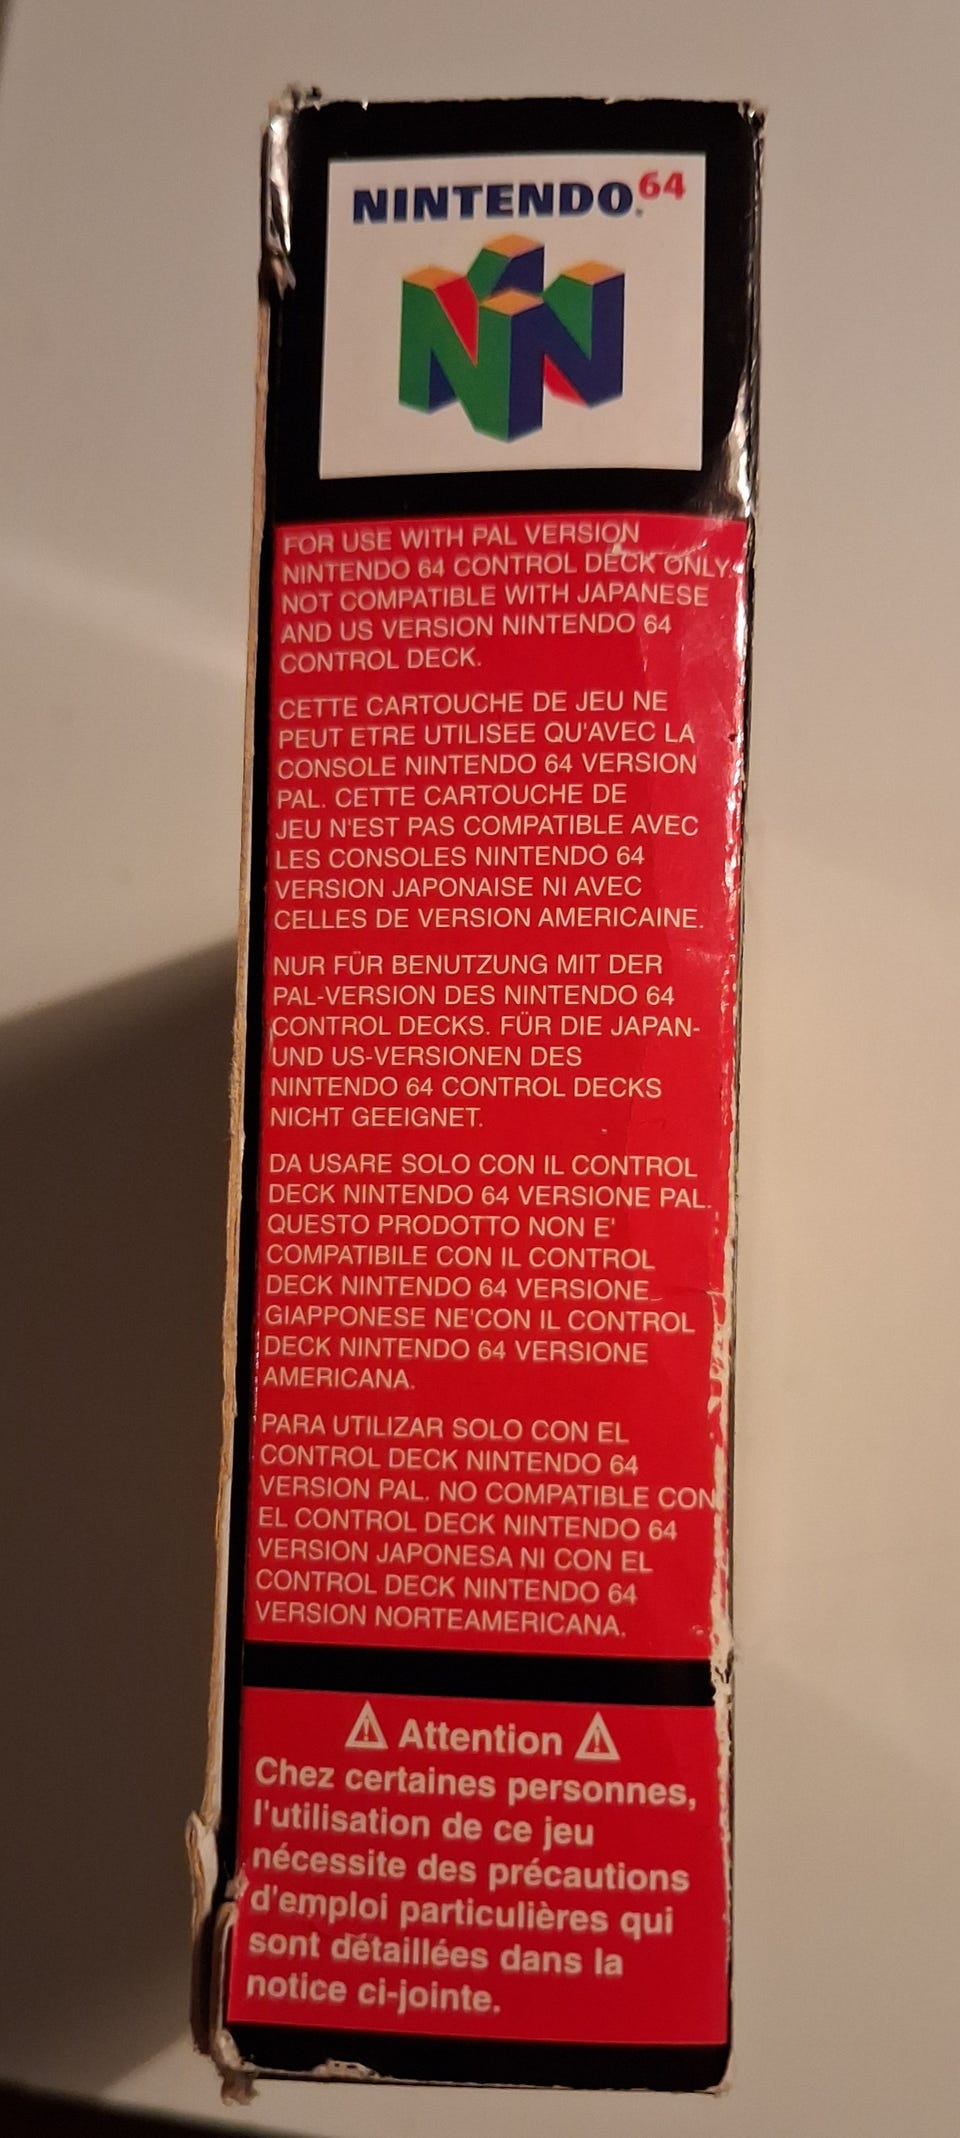 NINTENDO 64
FOR USE WITH PAL VERSION
NINTENDO 64 CONTROL DECK ONLY.
NOT COMPATIBLE WITH JAPANESE
AND US VERSION NINTENDO 64
CONTROL DECK.
CETTE CARTOUCHE DE JEU NE
PEUT ETRE UTILISEE QU'AVEC LA
CONSOLE NINTENDO 64 VERSION
PAL. CETTE CARTOUCHE DE
JEU N'EST PAS COMPATIBLE AVEC
LES CONSOLES NINTENDO 64
VERSION JAPONAISE NI AVEC
CELLES DE VERSION AMERICAINE.
NUR FÜR BENUTZUNG MIT DER
PAL-VERSION DES NINTENDO 64
CONTROL DECKS. FÜR DIE JAPAN-
UND US-VERSIONEN DES
NINTENDO 64 CONTROL DECKS
NICHT GEEIGNET.
DA USARE SOLO CON IL CONTROL
DECK NINTENDO 64 VERSIONE PAL.
QUESTO PRODOTTO NON E'
COMPATIBILE CON IL CONTROL
DECK NINTENDO 64 VERSIONE
GIAPPONESE NE'CON IL CONTROL
DECK NINTENDO 64 VERSIONE
AMERICANA.
PARA UTILIZAR SOLO CON EL
CONTROL DECK NINTENDO 64
VERSION PAL. NO COMPATIBLE CON
EL CONTROL DECK NINTENDO 64
VERSION JAPONESA NI CON EL
CONTROL DECK NINTENDO 64
VERSION NORTEAMERICANA.
Attention
Chez certaines personnes,
l'utilisation de ce jeu
nécessite des précautions
d'emploi particulières qui
sont détaillées dans la
notice ci-jointe.